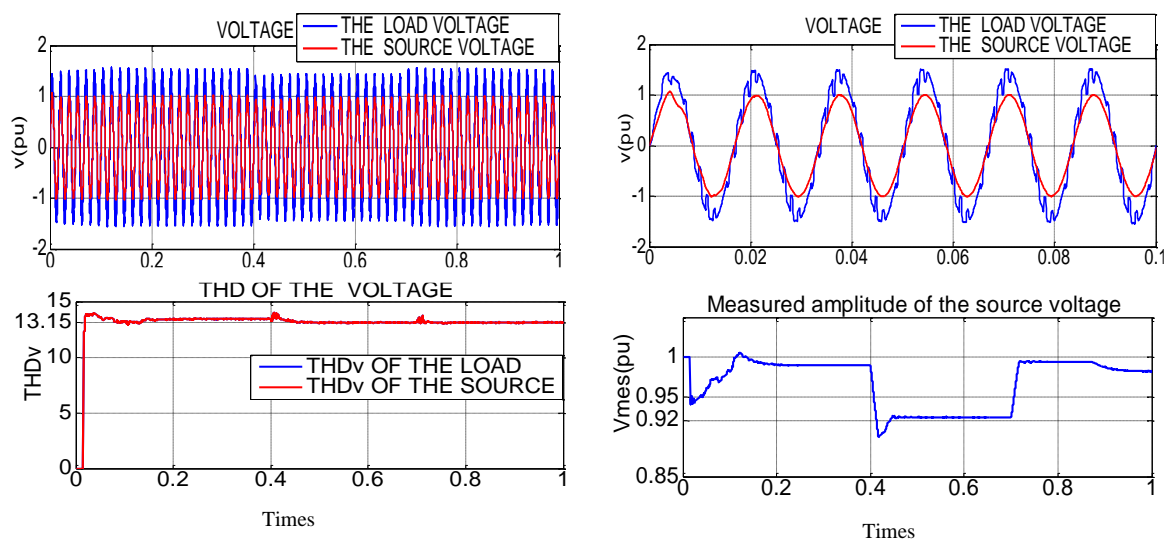 VOLTAGE
THE LOAD VOLTAGE
THE SOURCE VOLTAGE
v(pu)
2
1
0
-1
-2
0
0.2
0.4
0.6
0.8
1
VOLTAGE
THE LOAD VOLTAGE
THE SOURCE VOLTAGE
v(pu)
2
1
0
-1
-2
0
0.02
0.04
0.06
0.08
0.1
THD OF THE VOLTAGE
THDv
15
13.15
10
5
0
THDv OF THE LOAD
THDv OF THE SOURCE
0
0.2
0.4
0.6
0.8
1
Times
Measured amplitude of the source voltage
Vmes(pu)
1
0.95
0.92
0.85
0
0.2
0.4
0.6
0.8
1
Times